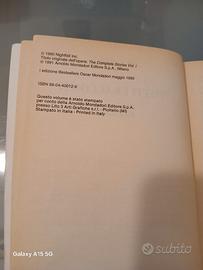 © 1990 Nightfall Inc.
Titolo originale dell'opera: The Complete Stories Vol. I
© 1991 Arnoldo Mondadori Editore S.p.A., Milano
I edizione Bestsellers Oscar Mondadori maggio 1995
ISBN 88-04-40012-9
Questo volume è stato stampato
per conto della Arnoldo Mondadori Editore S.p.A.
presso Lito 3 Arti Grafiche s.r.l. - Pioltello (MI)
Stampato in Italia - Printed in Italy
Galaxy A15 5G
subito